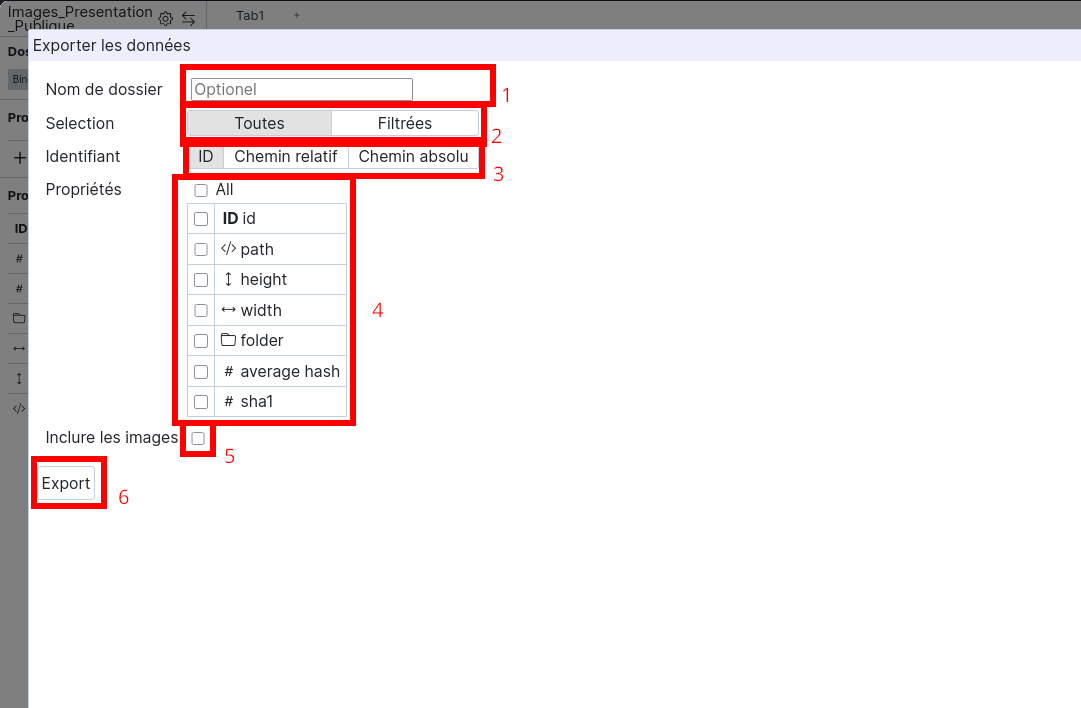 Images_Presentation
_Publique
Tab1
+
Exporter les données
Dos
Bin
Nom de dossier
Optionel
1
Pro
Selection
Toutes
Filtrées
2
+
Identifiant
ID
Chemin relatif
Chemin absolu
3
Propriétés
All
Pro
ID
ID id
</> path
#
height
#
width
4
folder
# average hash
# sha1
</>
Inclure les images
5
Export
6